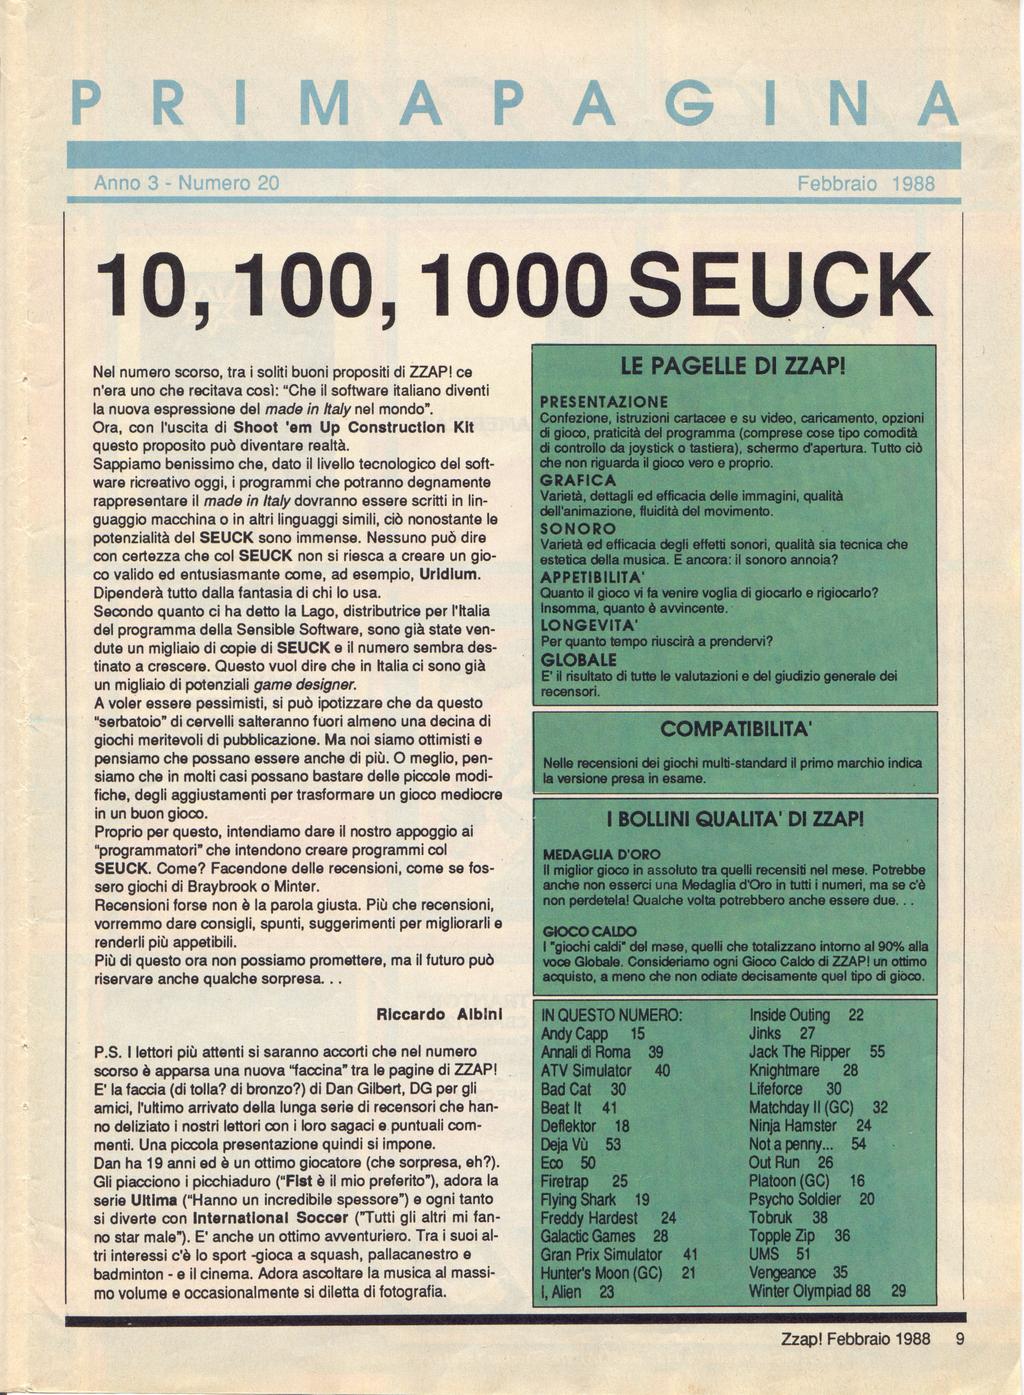 PRIMAPAGINA
Anno 3 - Numero 20
Febbraio 1988
10, 100, 1000 SEUCK
Nel numero scorso, tra i soliti buoni propositi di ZZAP! ce
n'era uno che recitava così: "Che il software italiano diventi
la nuova espressione del made in Italy nel mondo".
Ora, con l'uscita di Shoot 'em Up Construction Kit
questo proposito può diventare realtà.
Sappiamo benissimo che, dato il livello tecnologico del soft-
ware ricreativo oggi, i programmi che potranno degnamente
rappresentare il made in Italy dovranno essere scritti in lin-
guaggio macchina o in altri linguaggi simili, ciò nonostante le
potenzialità del SEUCK sono immense. Nessuno può dire
con certezza che col SEUCK non si riesca a creare un gio-
co valido ed entusiasmante come, ad esempio, Uridium.
Dipenderà tutto dalla fantasia di chi lo usa.
Secondo quanto ci ha detto la Lago, distributrice per l'Italia
del programma della Sensible Software, sono già state ven-
dute un migliaio di copie di SEUCK e il numero sembra des-
tinato a crescere. Questo vuol dire che in Italia ci sono già
un migliaio di potenziali game designer.
A voler essere pessimisti, si può ipotizzare che da questo
"serbatoio" di cervelli salteranno fuori almeno una decina di
giochi meritevoli di pubblicazione. Ma noi siamo ottimisti e
pensiamo che possano essere anche di più. O meglio, pen-
siamo che in molti casi possano bastare delle piccole modi-
fiche, degli aggiustamenti per trasformare un gioco mediocre
in un buon gioco.
Proprio per questo, intendiamo dare il nostro appoggio ai
"programmatori" che intendono creare programmi col
SEUCK. Come? Facendone delle recensioni, come se fos-
sero giochi di Braybrook o Minter.
Recensioni forse non è la parola giusta. Più che recensioni,
vorremmo dare consigli, spunti, suggerimenti per migliorarli e
renderli più appetibili.
Più di questo ora non possiamo promettere, ma il futuro può
riservare anche qualche sorpresa. . .
Riccardo Albini
P.S. I lettori più attenti si saranno accorti che nel numero
scorso è apparsa una nuova "faccina" tra le pagine di ZZAP!
E' la faccia (di tolla? di bronzo?) di Dan Gilbert, DG per gli
amici, l'ultimo arrivato della lunga serie di recensori che han-
no deliziato i nostri lettori con i loro sagaci e puntuali com-
menti. Una piccola presentazione quindi si impone.
Dan ha 19 anni ed è un ottimo giocatore (che sorpresa, eh?).
Gli piacciono i picchiaduro ("Fist è il mio preferito"), adora la
serie Ultima ("Hanno un incredibile spessore") e ogni tanto
si diverte con International Soccer ("Tutti gli altri mi fan-
no star male"). E' anche un ottimo avventuriero. Tra i suoi al-
tri interessi c'è lo sport -gioca a squash, pallacanestro e
badminton - e il cinema. Adora ascoltare la musica al massi-
mo volume e occasionalmente si diletta di fotografia.
LE PAGELLE DI ZZAP!
PRESENTAZIONE
Confezione, istruzioni cartacee e su video, caricamento, opzioni
di gioco, praticità del programma (comprese cose tipo comodità
di controllo da joystick o tastiera), schermo d'apertura. Tutto ciò
che non riguarda il gioco vero e proprio.
GRAFICA
Varietà, dettagli ed efficacia delle immagini, qualità
dell'animazione, fluidità del movimento.
SONORO
Varietà ed efficacia degli effetti sonori, qualità sia tecnica che
estetica della musica. E ancora: il sonoro annoia?
APPETIBILITA'
Quanto il gioco vi fa venire voglia di giocarlo e rigiocarlo?
Insomma, quanto è avvincente.
LONGEVITA'
Per quanto tempo riuscirà a prendervi?
GLOBALE
E' il risultato di tutte le valutazioni e del giudizio generale dei
recensori.
COMPATIBILITA'
Nelle recensioni dei giochi multi-standard il primo marchio indica
la versione presa in esame.
I BOLLINI QUALITA' DI ZZAP!
MEDAGLIA D'ORO
Il miglior gioco in assoluto tra quelli recensiti nel mese. Potrebbe
anche non esserci una Medaglia d'Oro in tutti i numeri, ma se c'è
non perdetela! Qualche volta potrebbero anche essere due. . .
GIOCO CALDO
I "giochi caldi" del mese, quelli che totalizzano intorno al 90% alla
voce Globale. Consideriamo ogni Gioco Caldo di ZZAP! un ottimo
acquisto, a meno che non odiate decisamente quel tipo di gioco.
IN QUESTO NUMERO:
Andy Capp 15
Annali di Roma 39
ATV Simulator 40
Bad Cat 30
Beat It 41
Deflektor 18
Deja Vù 53
Eco 50
Firetrap 25
Flying Shark 19
Freddy Hardest 24
Galactic Games 28
Gran Prix Simulator 41
Hunter's Moon (GC) 21
I, Alien 23
Inside Outing 22
Jinks 27
Jack The Ripper 55
Knightmare 28
Lifeforce 30
Matchday II (GC) 32
Ninja Hamster 24
Not a penny... 54
Out Run 26
Platoon (GC) 16
Psycho Soldier 20
Tobruk 38
Topple Zip 36
UMS 51
Vengeance 35
Winter Olympiad 88 29
Zzap! Febbraio 1988 9